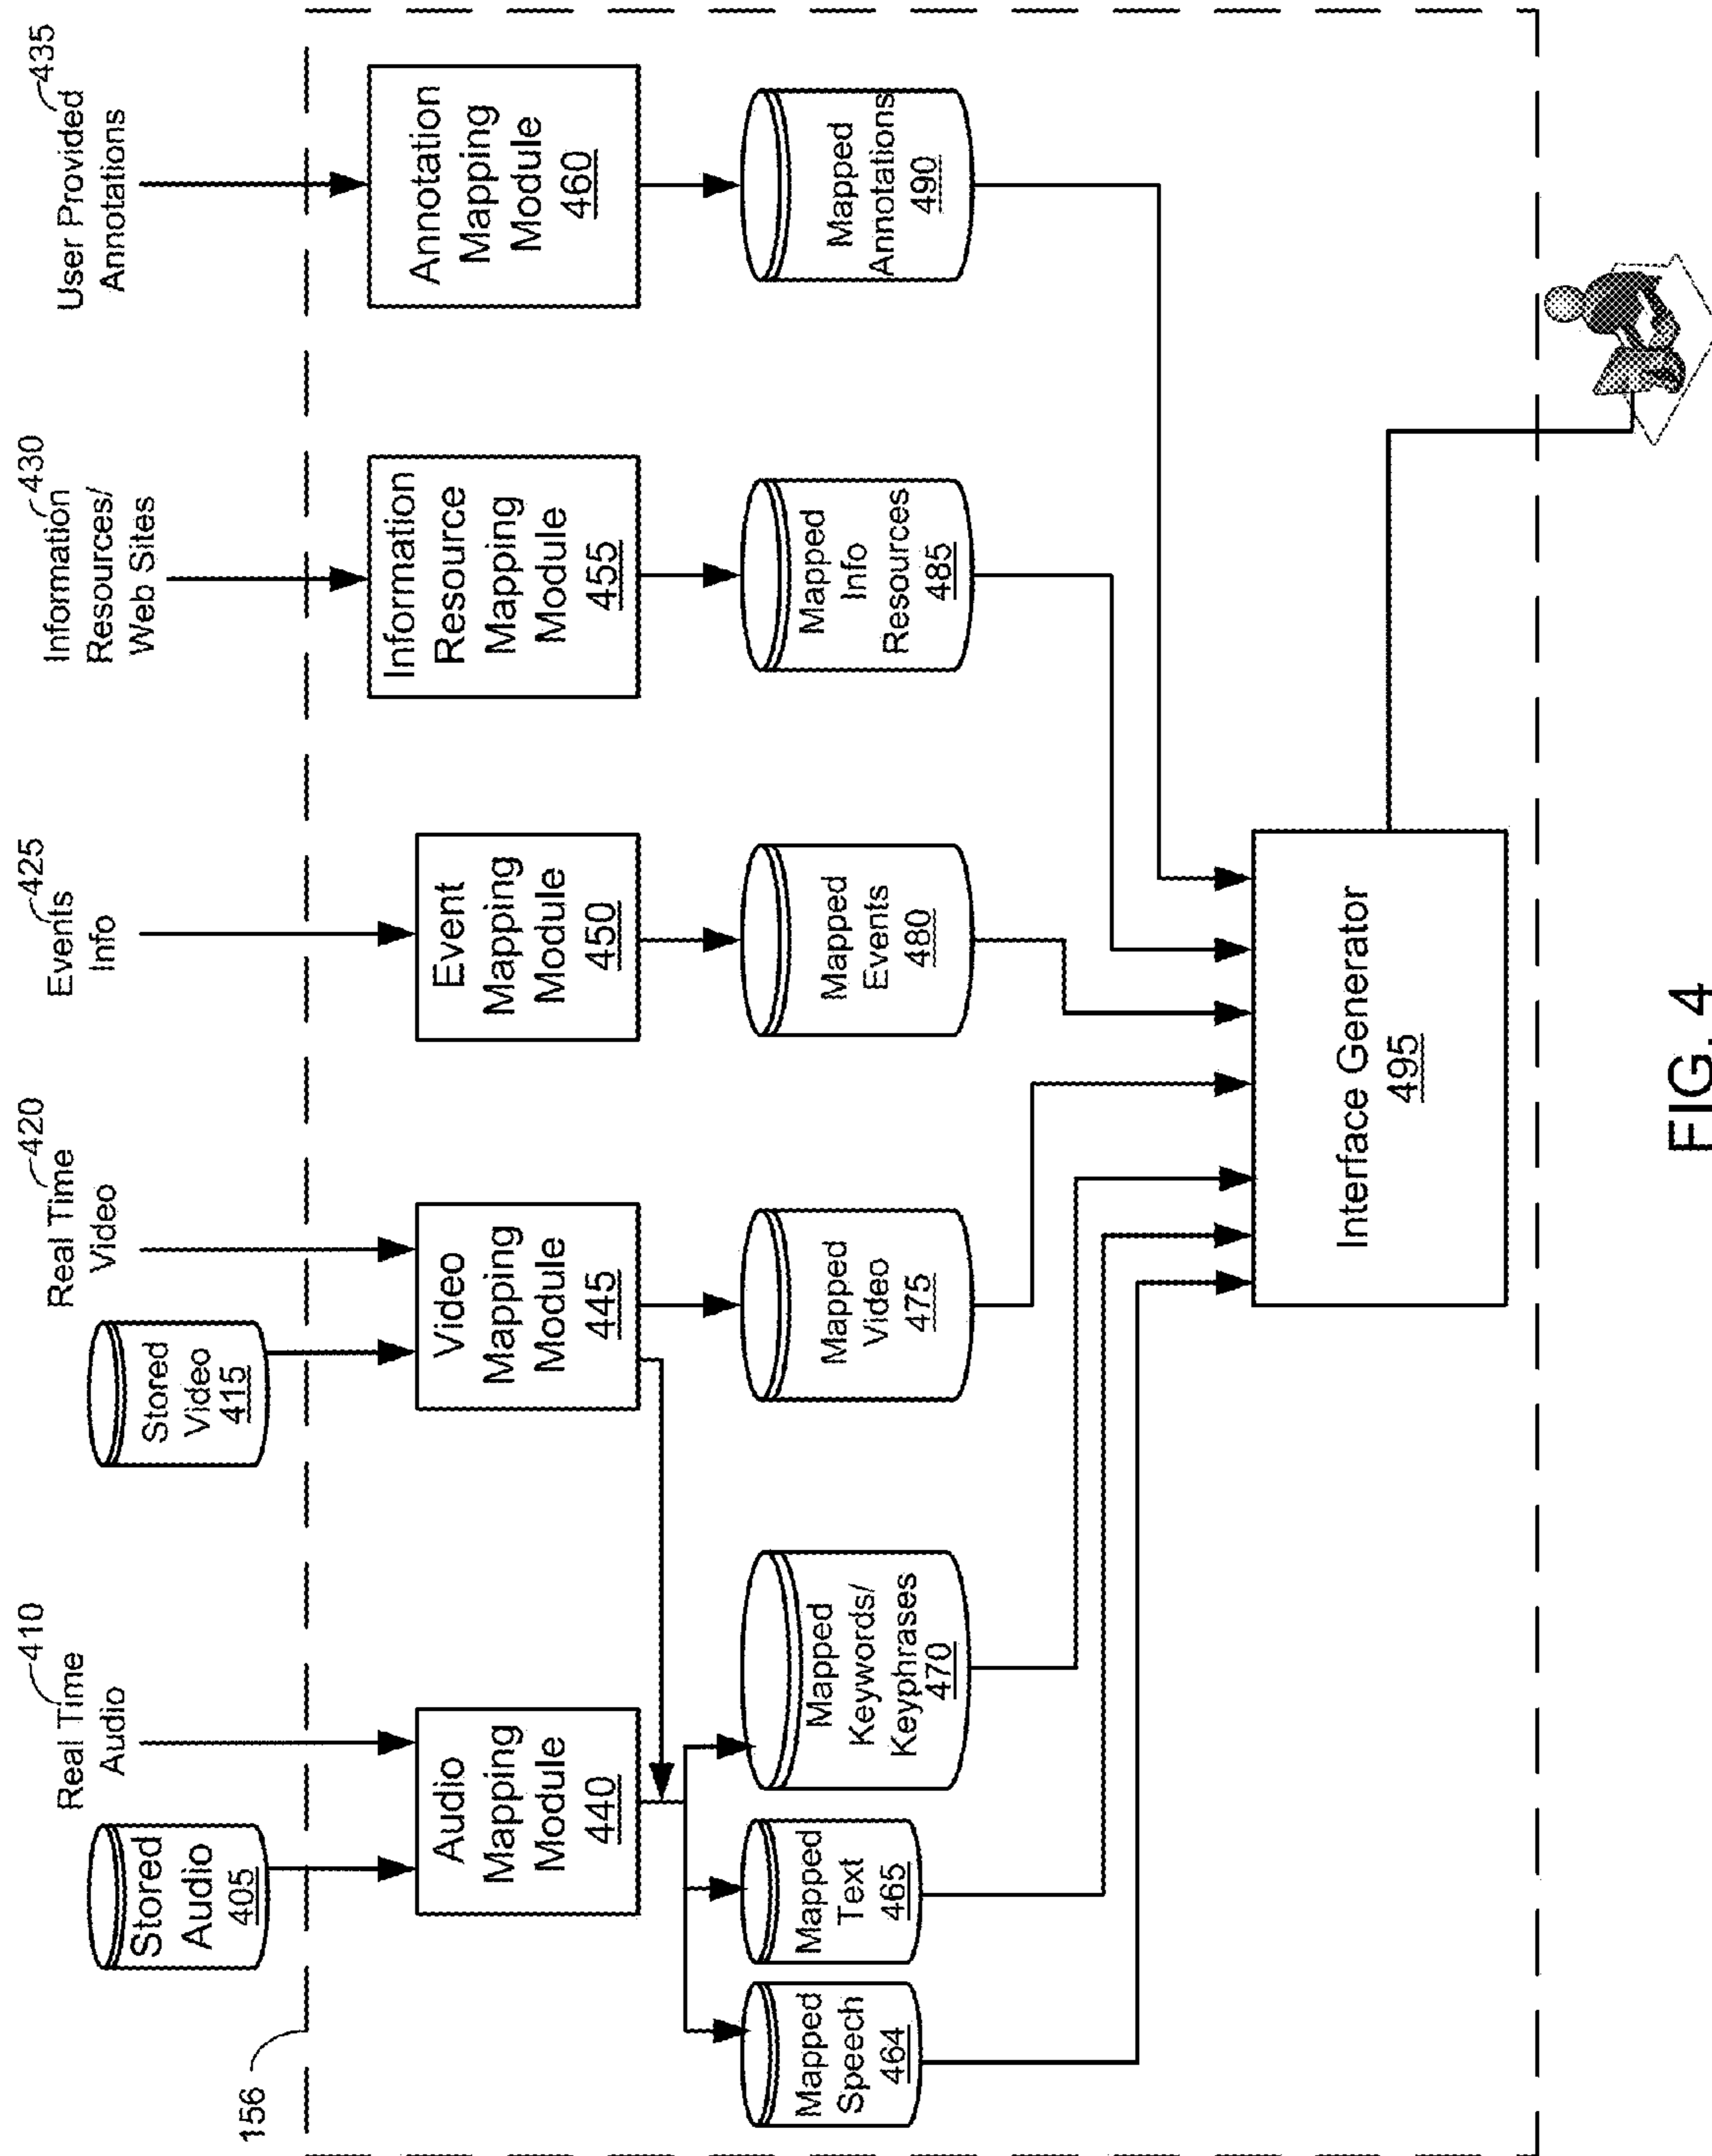 Real Time
Audio
410
Stored
Audio
405
Real Time
Video
420
Stored
Video
415
Events
Info
425
Information
Resources/
Web Sites
430
User Provided
Annotations
435
156
Audio
Mapping
Module
440
Video
Mapping
Module
445
Event
Mapping
Module
450
Information
Resource
Mapping
Module
455
Annotation
Mapping
Module
460
Mapped
Speech
464
Mapped
Text
465
Mapped
Keywords/
Keyphrases
470
Mapped
Video
475
Mapped
Events
480
Mapped
Info
Resources
485
Mapped
Annotations
490
Interface Generator
495
FIG. 4